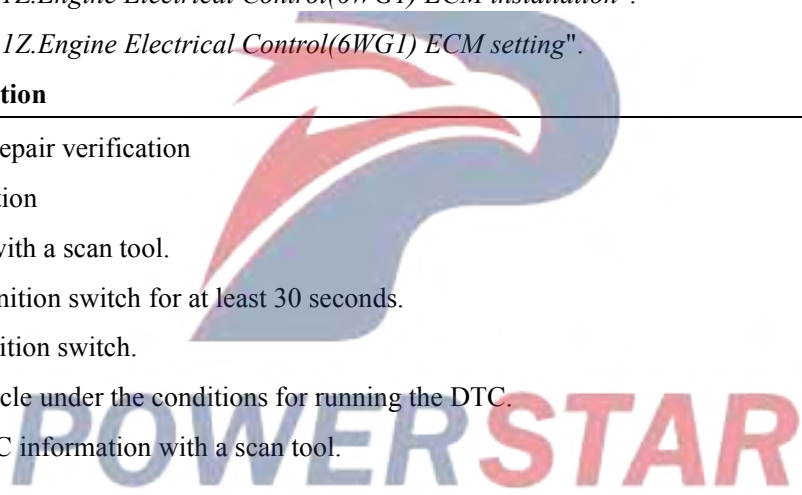 1Z.Engine Electrical Control(6WG1) ECM installation".
1Z.Engine Electrical Control(6WG1) ECM setting".
tion
epair verification
tion
with a scan tool.
nition switch for at least 30 seconds.
ition switch.
cle under the conditions for running the DTC.
C information with a scan tool.
POWERSTAR